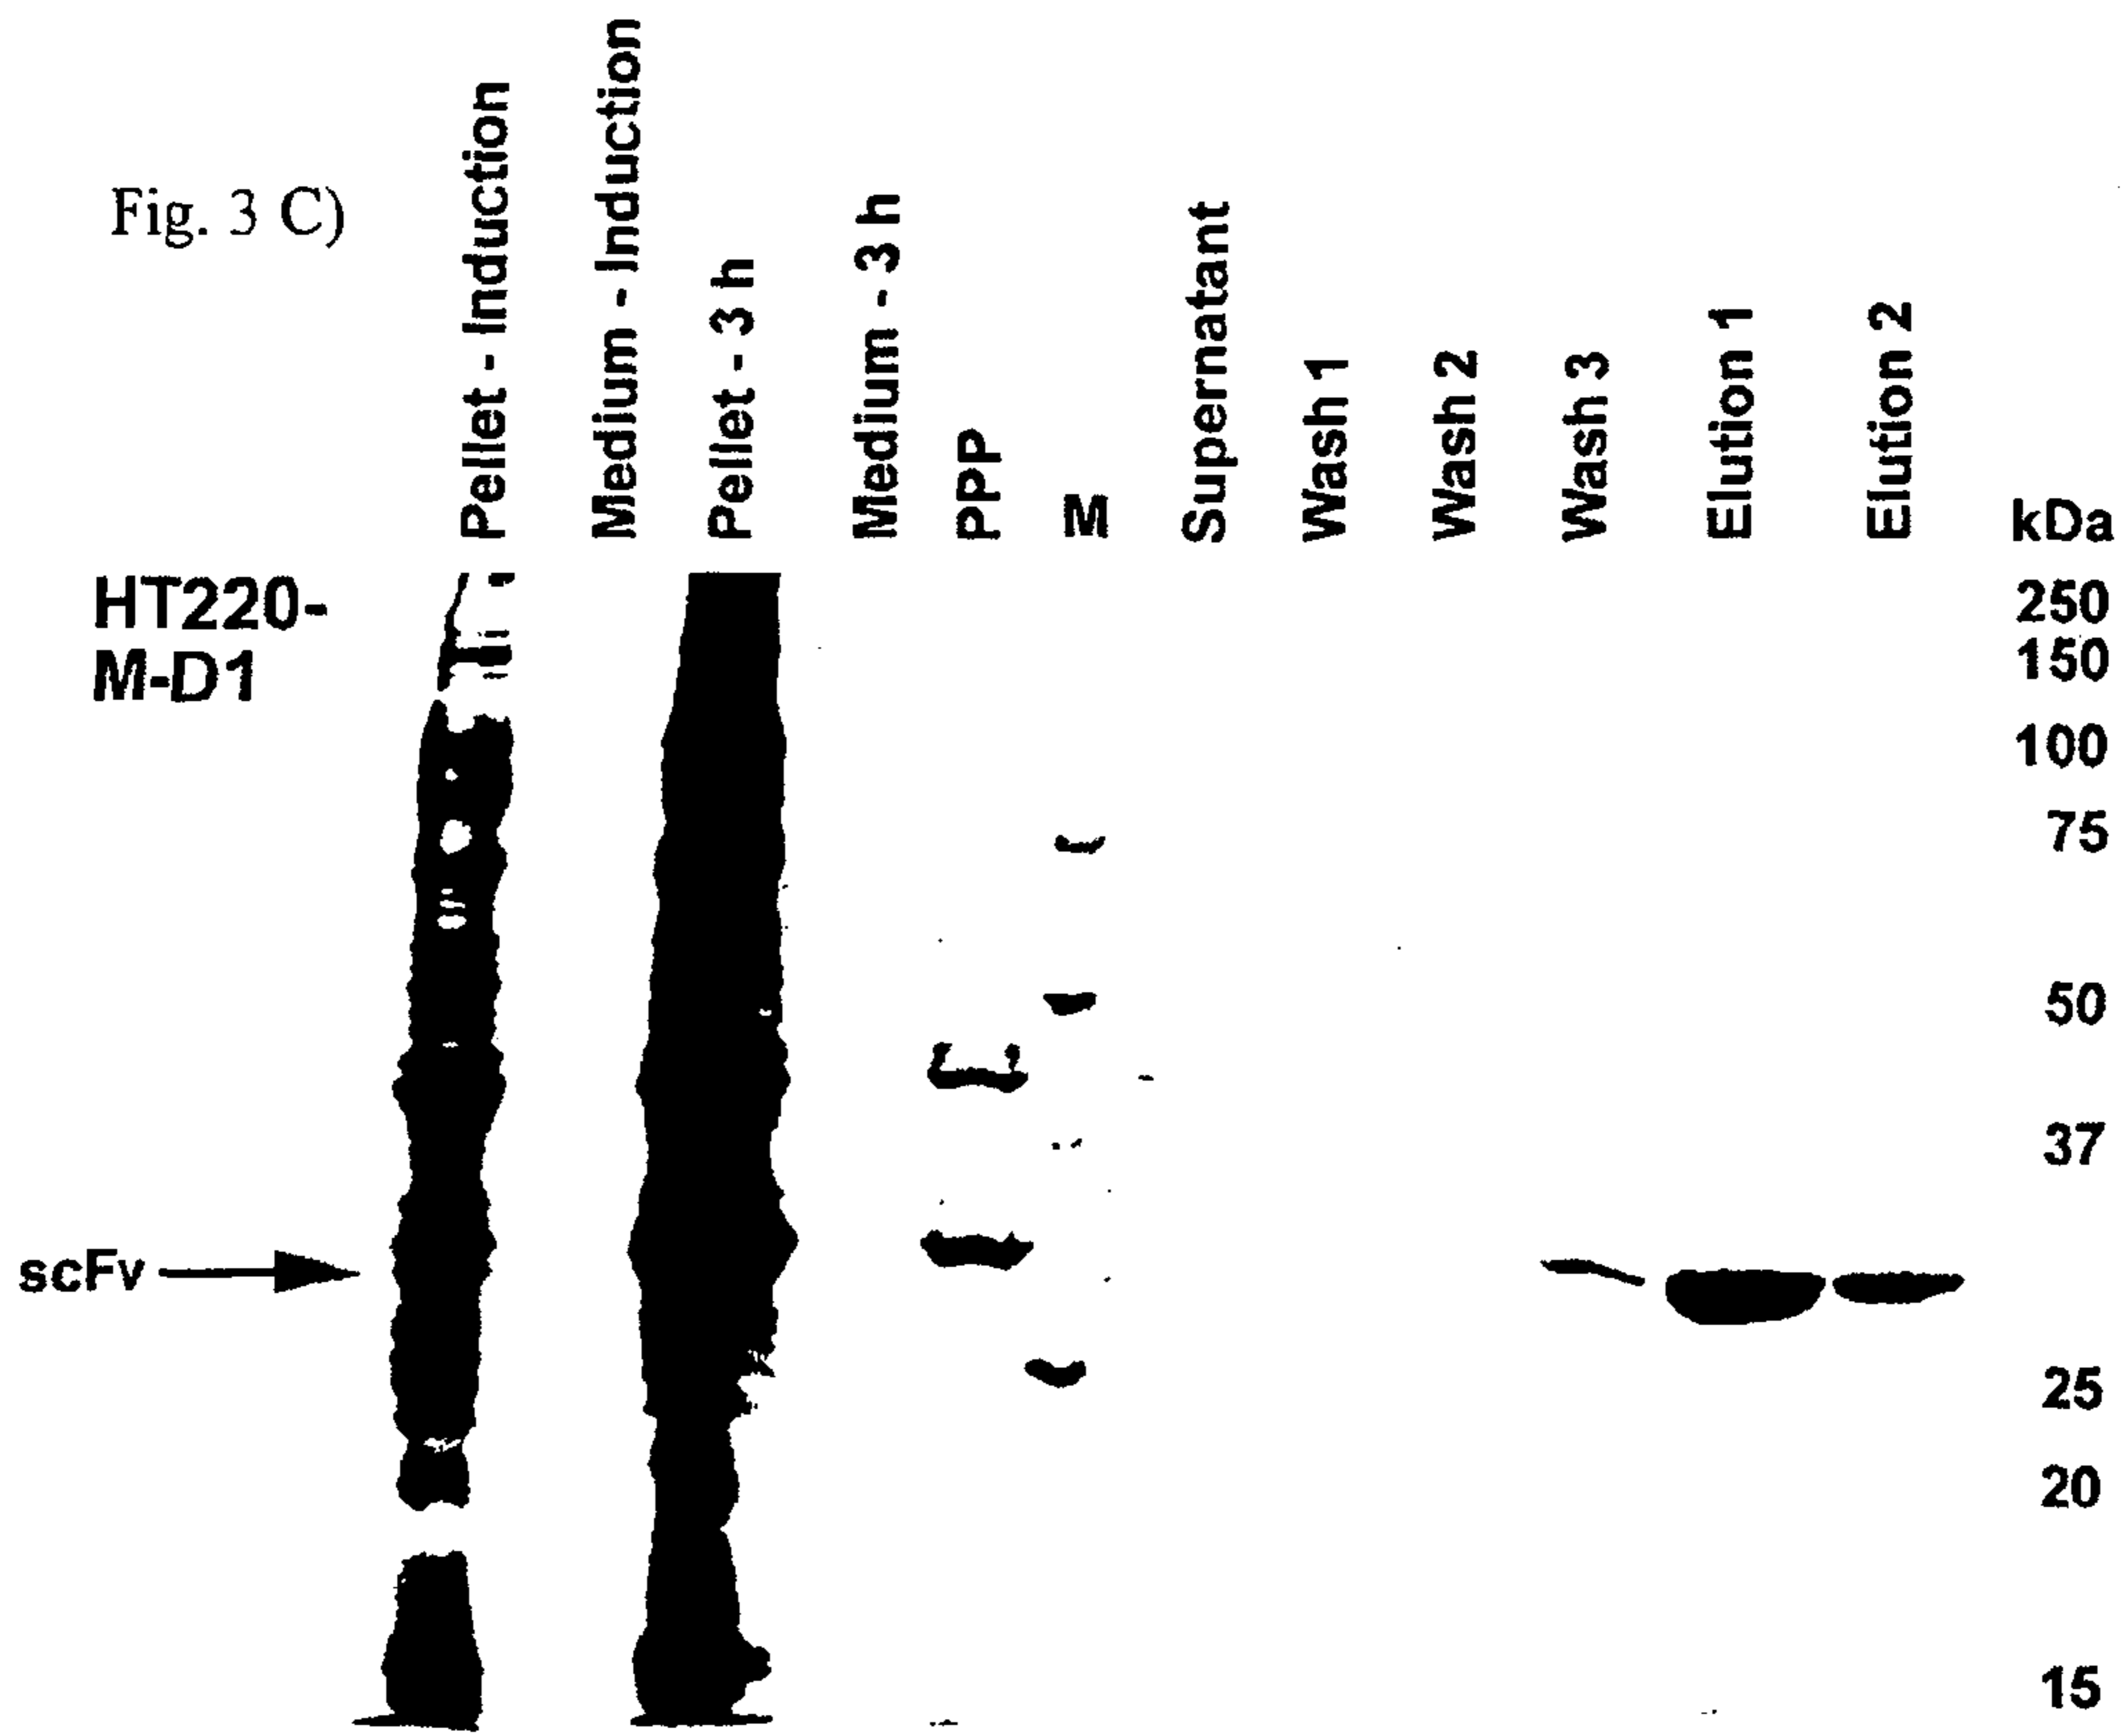 Fig. 3 C)
Pellet - Induction
Medium - Induction
Pellet - 3 h
Medium - 3 h
PPP
M
Supernatant
Wash 1
Wash 2
Wash 3
Elution 1
Elution 2
kDa
HT220-
M-D1
250
150
100
75
50
37
scFv
25
20
15